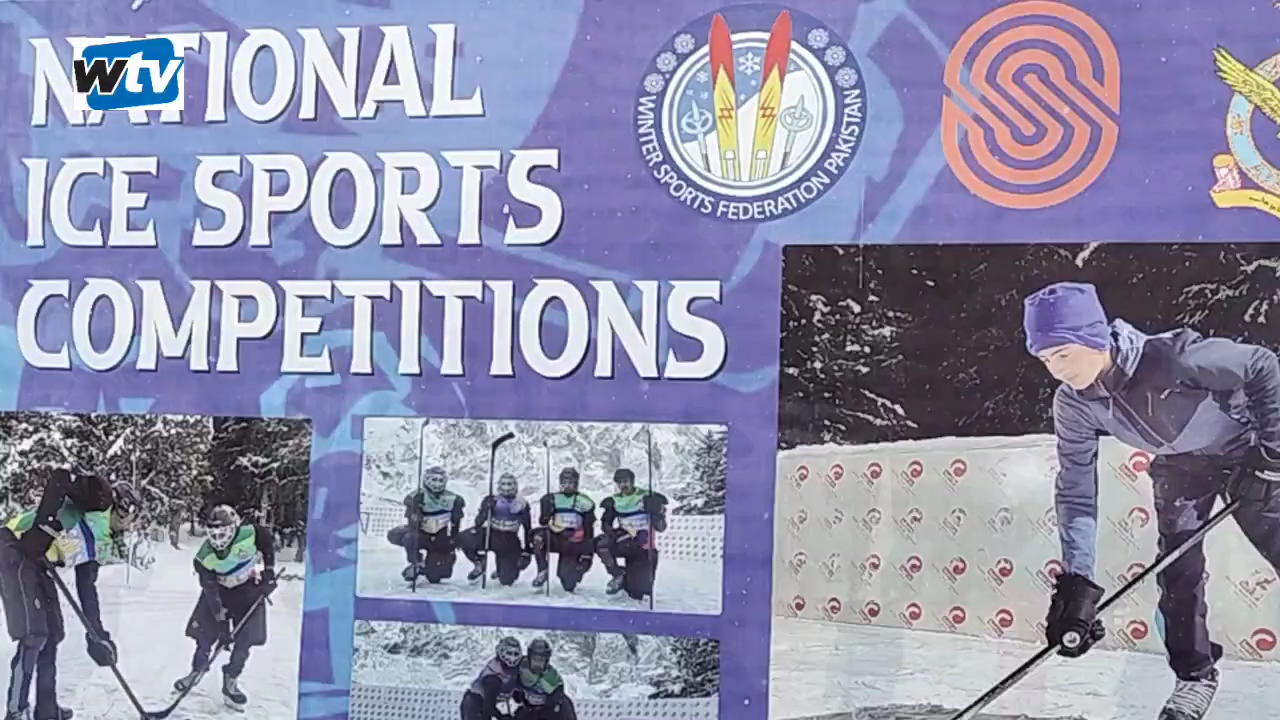 NATIONAL
ICE SPORTS
COMPETITIONS
wtv
WINTER SPORTS FEDERATION PAKISTAN